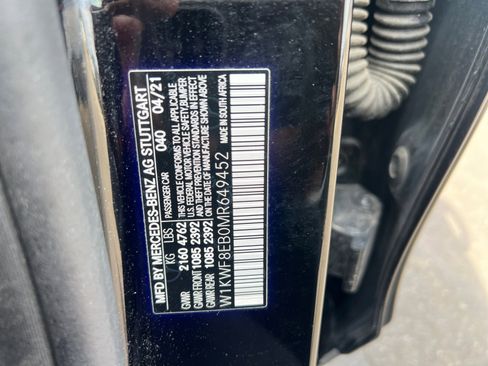 MFD BY MERCEDES-BENZ AG STUTTGART
PASSENGER CAR 040 04/21
KG LBS
2160 4762
GAWR FRONT 1085 2392
GAWR REAR 1085 2392
THIS VEHICLE CONFORMS TO ALL APPLICABLE
U.S. FEDERAL MOTOR VEHICLE SAFETY, BUMPER
AND THEFT PREVENTION STANDARDS IN EFFECT
ON THE DATE OF MANUFACTURE SHOWN ABOVE
W1KWF8EB0MR649452 MADE IN SOUTH AFRICA